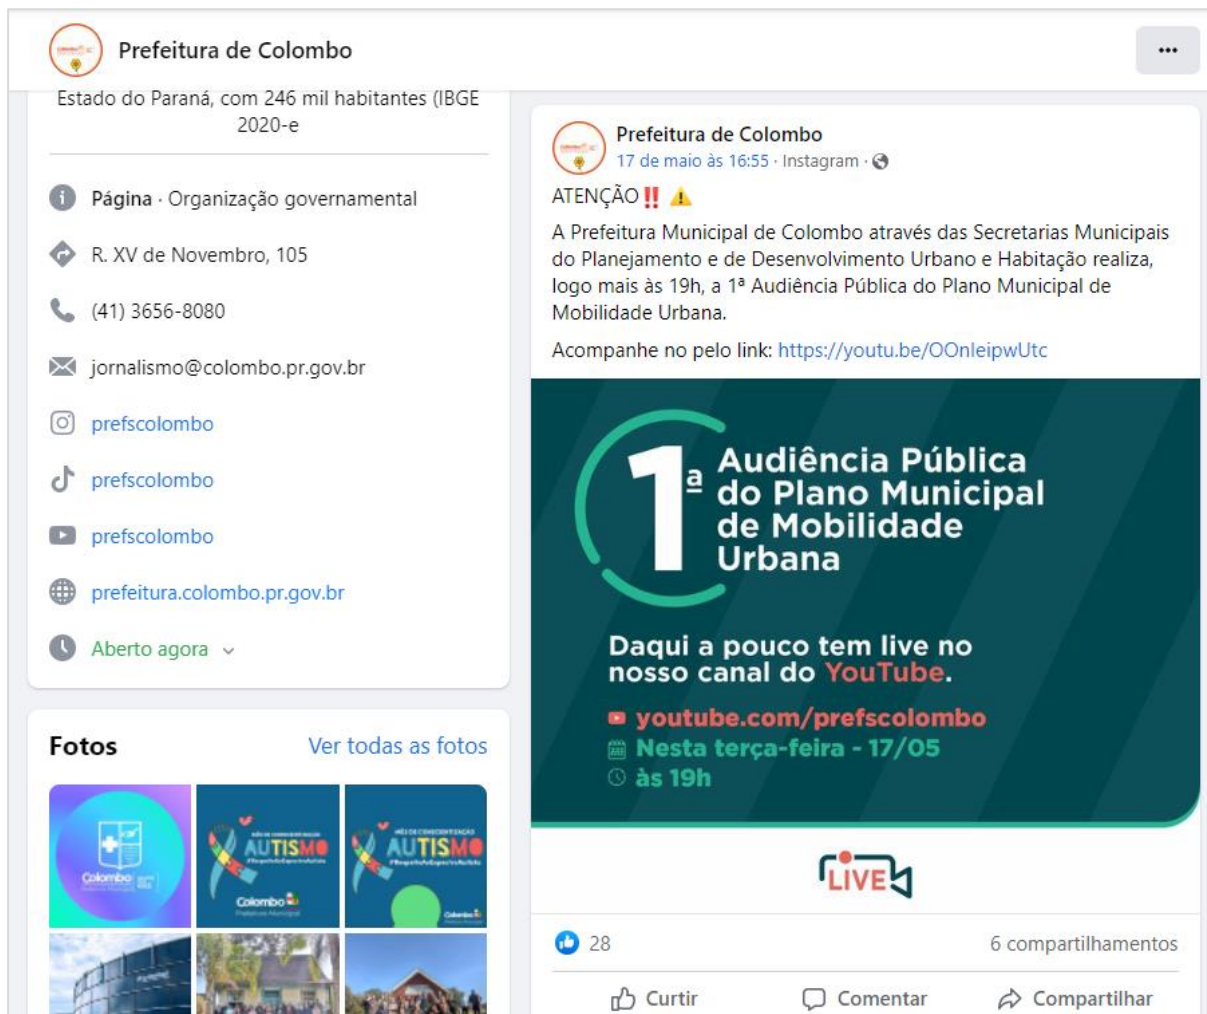 Prefeitura de Colombo
Estado do Paraná, com 246 mil habitantes (IBGE
2020-e
Página · Organização governamental
R. XV de Novembro, 105
(41) 3656-8080
jornalismo@colombo.pr.gov.br
prefscolombo
prefscolombo
prefscolombo
prefeitura.colombo.pr.gov.br
Aberto agora
Fotos
Ver todas as fotos
AUTISMO
Colombo
AUTISMO
Colombo
Colombo
Prefeitura de Colombo
17 de maio às 16:55 · Instagram ·
ATENÇÃO‼️ ⚠️
A Prefeitura Municipal de Colombo através das Secretarias Municipais
do Planejamento e de Desenvolvimento Urbano e Habitação realiza,
logo mais às 19h, a 1ª Audiência Pública do Plano Municipal de
Mobilidade Urbana.
Acompanhe no pelo link: https://youtu.be/OOnleipwUtc
1ª Audiência Pública
do Plano Municipal
de Mobilidade
Urbana
Daqui a pouco tem live no
nosso canal do YouTube.
youtube.com/prefscolombo
Nesta terça-feira - 17/05
às 19h
LIVE
28
6 compartilhamentos
Curtir
Comentar
Compartilhar